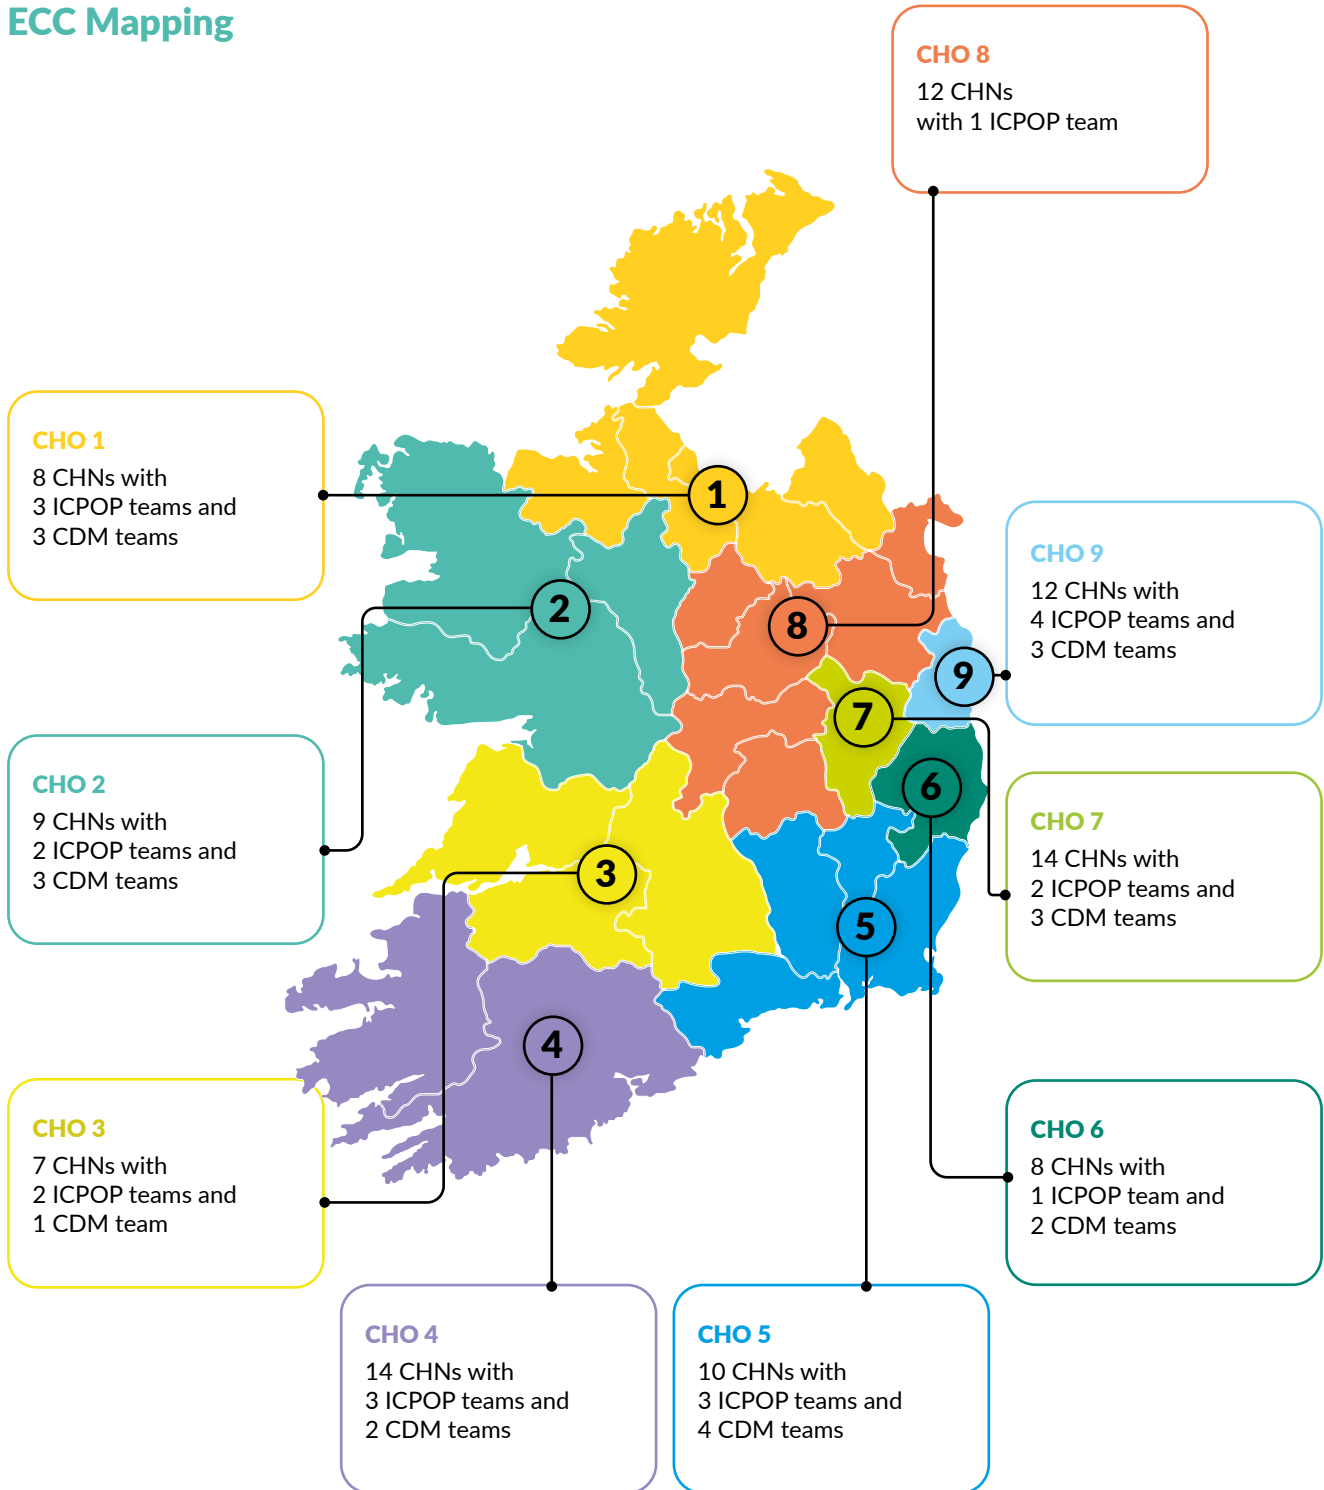 ECC Mapping
CHO 8
12 CHNs
with 1 ICPOP team
CHO 1
8 CHNs with
3 ICPOP teams and
3 CDM teams
CHO 9
12 CHNs with
4 ICPOP teams and
3 CDM teams
CHO 2
9 CHNs with
2 ICPOP teams and
3 CDM teams
CHO 7
14 CHNs with
2 ICPOP teams and
3 CDM teams
CHO 3
7 CHNs with
2 ICPOP teams and
1 CDM team
CHO 6
8 CHNs with
1 ICPOP team and
2 CDM teams
CHO 4
14 CHNs with
3 ICPOP teams and
2 CDM teams
CHO 5
10 CHNs with
3 ICPOP teams and
4 CDM teams
1
2
8
9
7
6
3
5
4